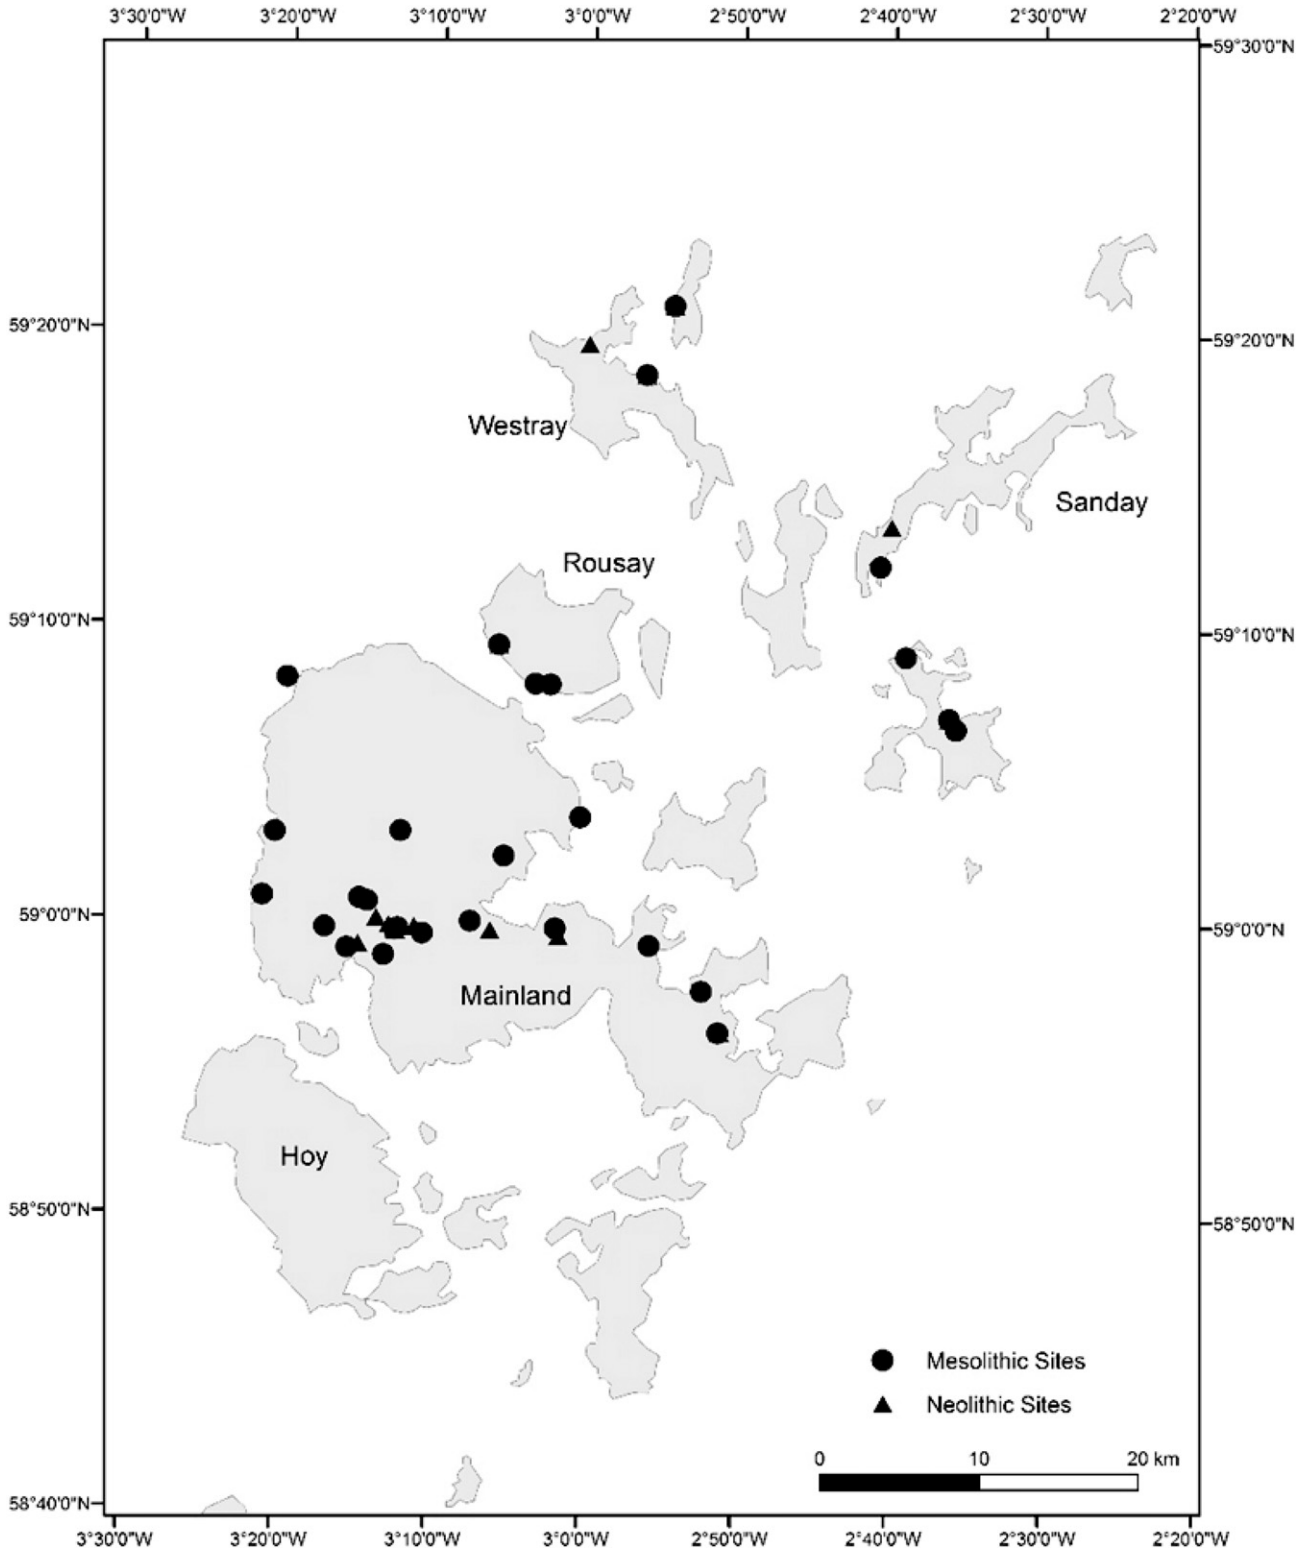 3°30'0"W 3°20'0"W 3°10'0"W 3°0'0"W 2°50'0"W 2°40'0"W 2°30'0"W 2°20'0"W
59°30'0"N
59°20'0"N 59°20'0"N
Westray
Sanday
Rousay
59°10'0"N 59°10'0"N
59°0'0"N 59°0'0"N
Mainland
Hoy
58°50'0"N 58°50'0"N
Mesolithic Sites
Neolithic Sites
0 10 20 km
58°40'0"N
3°30'0"W 3°20'0"W 3°10'0"W 3°0'0"W 2°50'0"W 2°40'0"W 2°30'0"W 2°20'0"W